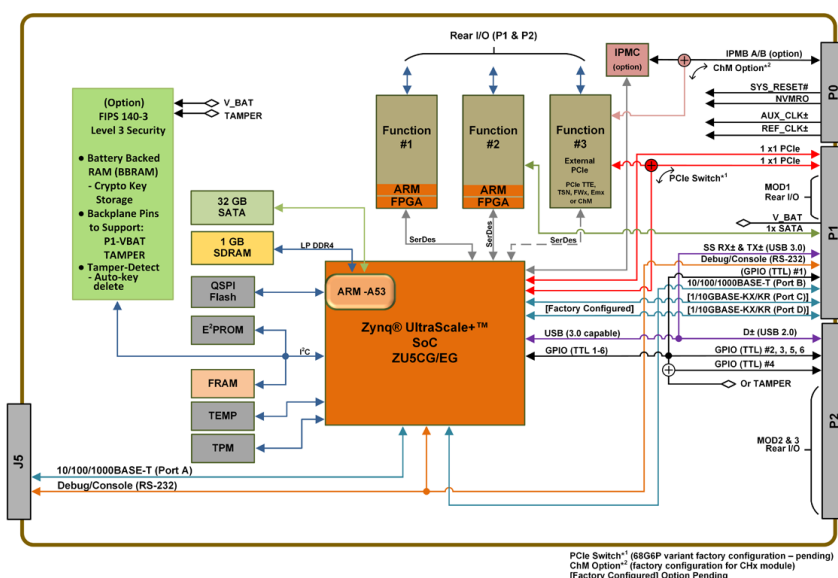 Rear I/O (P1 & P2)
IPMC
(option)
IPMB A/B (option)
ChM Option*²
SYS_RESET#
NVMRO
AUX_CLK±
REF_CLK±
P0
(Option)
FIPS 140-3
Level 3 Security
● Battery Backed
RAM (BBRAM)
- Crypto Key
Storage
● Backplane Pins
to Support:
P1-VBAT
TAMPER
● Tamper-Detect
- Auto-key
delete
V_BAT
TAMPER
Function
#1
ARM
FPGA
Function
#2
ARM
FPGA
Function
#3
External
PCIe
PCIe TTE,
TSN, FWx, Emx
or ChM
1 x1 PCIe
1 x1 PCIe
PCIe Switch*¹
MOD1
Rear I/O
V_BAT
1x SATA
P1
SS RX± & TX± (USB 3.0)
Debug/Console (RS-232)
(GPIO (TTL) #1)
10/100/1000BASE-T (Port B)
[1/10GBASE-KX/KR (Port C)]
[1/10GBASE-KX/KR (Port D)]
[Factory Configured]
32 GB
SATA
1 GB
SDRAM
LP DDR4
SerDes
SerDes
SerDes
QSPI
Flash
ARM -A53
E²PROM
I²C
FRAM
TEMP
TPM
Zynq® UltraScale+™
SoC
ZU5CG/EG
USB (3.0 capable)
D± (USB 2.0)
GPIO (TTL 1-6)
GPIO (TTL) #2, 3, 5, 6
GPIO (TTL) #4
Or TAMPER
MOD2 & 3
Rear I/O
P2
J5
10/100/1000BASE-T (Port A)
Debug/Console (RS-232)
PCIe Switch*¹ (68G6P variant factory configuration – pending)
ChM Option*² (factory configuration for CHx module)
[Factory Configured] Option Pending